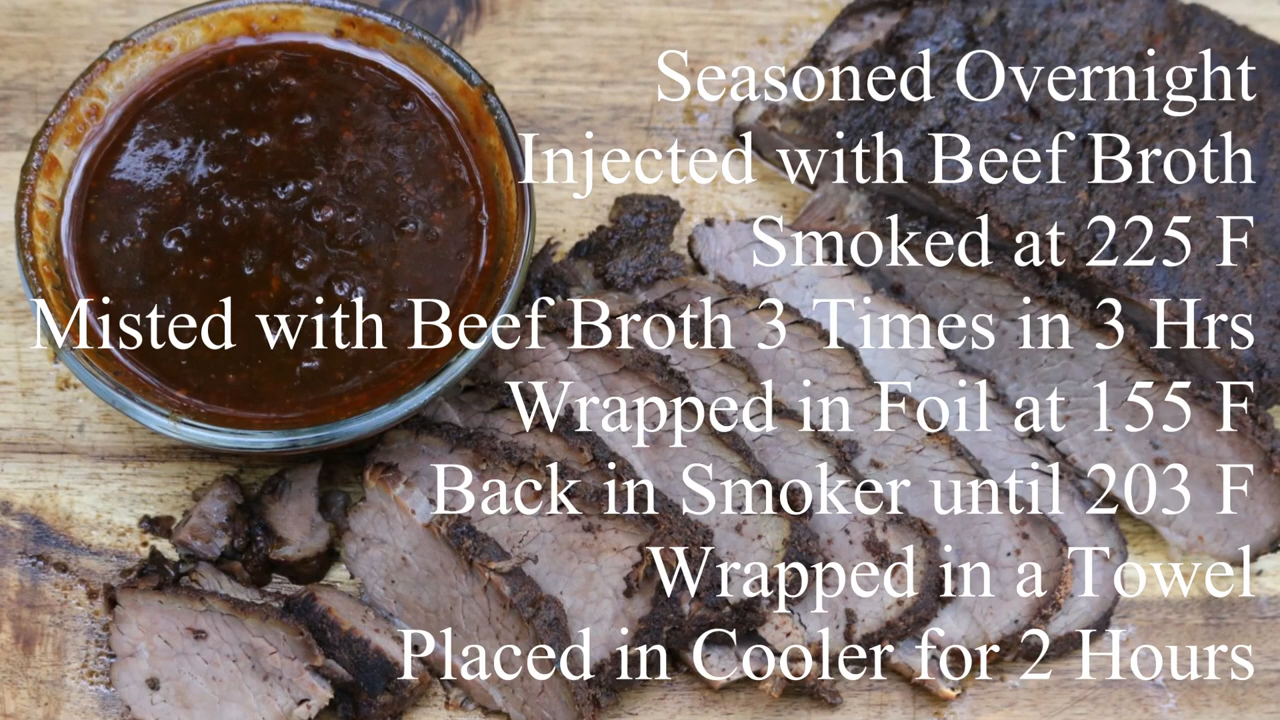 Seasoned Overnight
Injected with Beef Broth
Smoked at 225 F
Misted with Beef Broth 3 Times in 3 Hrs
Wrapped in Foil at 155 F
Back in Smoker until 203 F
Wrapped in a Towel
Placed in Cooler for 2 Hours